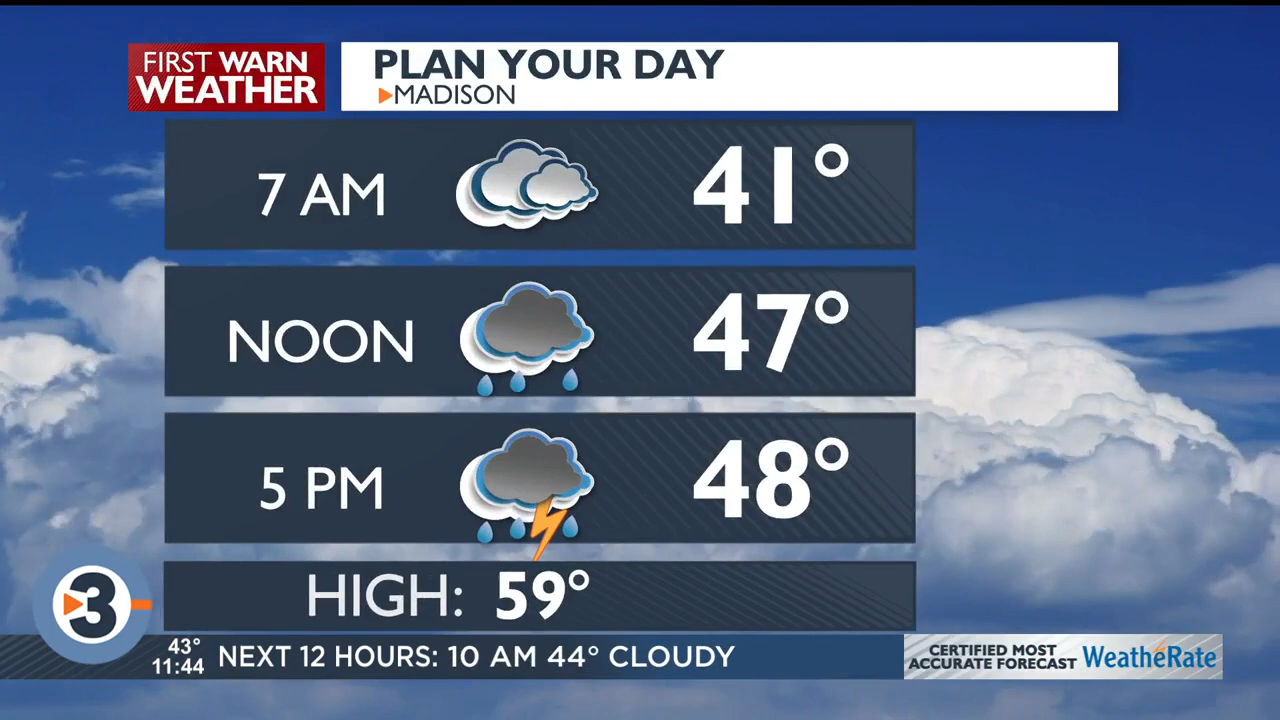 FIRST WARN
WEATHER
PLAN YOUR DAY
MADISON
7 AM
41°
NOON
47°
5 PM
48°
HIGH: 59°
3
43°
11:44
NEXT 12 HOURS: 10 AM 44° CLOUDY
CERTIFIED MOST
ACCURATE FORECAST
WeatheRate